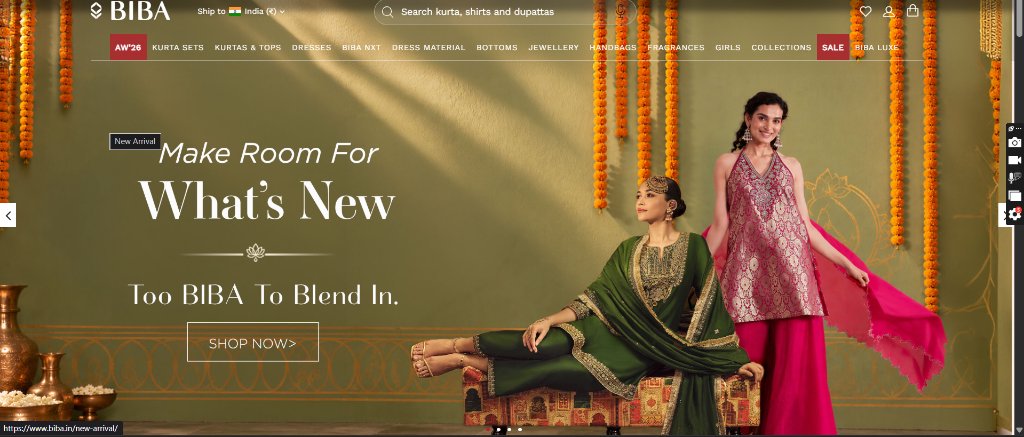 BIBA
Ship to India (₹)
Search kurta, shirts and dupattas
AW'26 KURTA SETS KURTAS & TOPS DRESSES BIBA NXT DRESS MATERIAL BOTTOMS JEWELLERY HANDBAGS FRAGRANCES GIRLS COLLECTIONS SALE BIBA LUXE
New Arrival
Make Room For
What's New
Too BIBA To Blend In.
SHOP NOW>
https://www.biba.in/new-arrival/